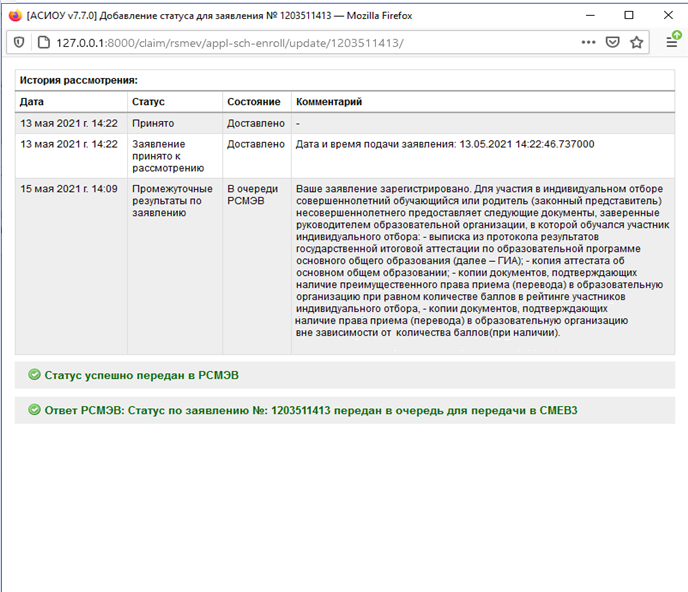 [АСИОУ v7.7.0] Добавление статуса для заявления № 1203511413 — Mozilla Firefox
127.0.0.1:8000/claim/rsmev/appl-sch-enroll/update/1203511413/
История рассмотрения:
Дата Статус Состояние Комментарий
13 мая 2021 г. 14:22 Принято Доставлено -
13 мая 2021 г. 14:22 Заявление Доставлено Дата и время подачи заявления: 13.05.2021 14:22:46.737000
принято к
рассмотрению
15 мая 2021 г. 14:09 Промежуточные В очереди Ваше заявление зарегистрировано. Для участия в индивидуальном отборе
результаты по РСМЭВ совершеннолетний обучающийся или родитель (законный представитель)
заявлению несовершеннолетнего предоставляет следующие документы, заверенные
руководителем образовательной организации, в которой обучался участник
индивидуального отбора: - выписка из протокола результатов
государственной итоговой аттестации по образовательной программе
основного общего образования (далее – ГИА); - копия аттестата об
основном общем образовании; - копии документов, подтверждающих
наличие преимущественного права приема (перевода) в образовательную
организацию при равном количестве баллов в рейтинге участников
индивидуального отбора, - копии документов, подтверждающих
наличие права приема (перевода) в образовательную организацию
вне зависимости от количества баллов(при наличии).
Статус успешно передан в РСМЭВ
Ответ РСМЭВ: Статус по заявлению №: 1203511413 передан в очередь для передачи в СМЕВ3